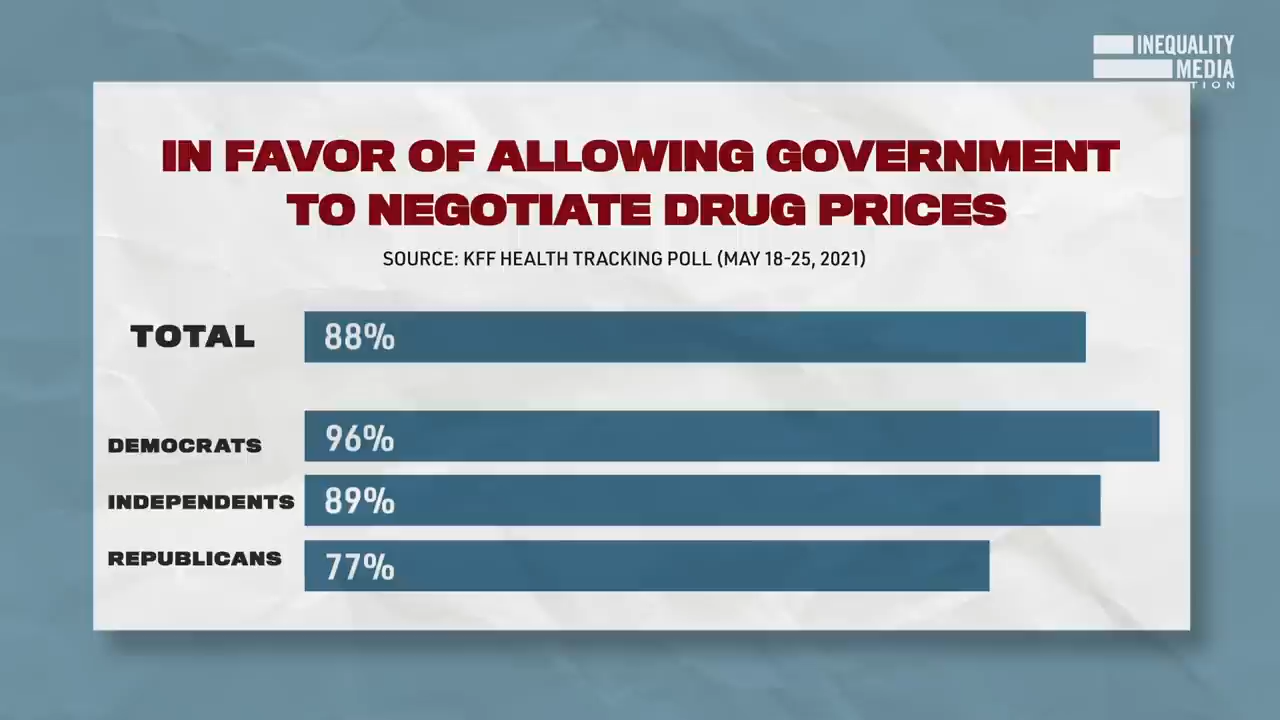 INEQUALITY
MEDIA
TION
IN FAVOR OF ALLOWING GOVERNMENT
TO NEGOTIATE DRUG PRICES
SOURCE: KFF HEALTH TRACKING POLL (MAY 18-25, 2021)
TOTAL 88%
DEMOCRATS 96%
INDEPENDENTS 89%
REPUBLICANS 77%